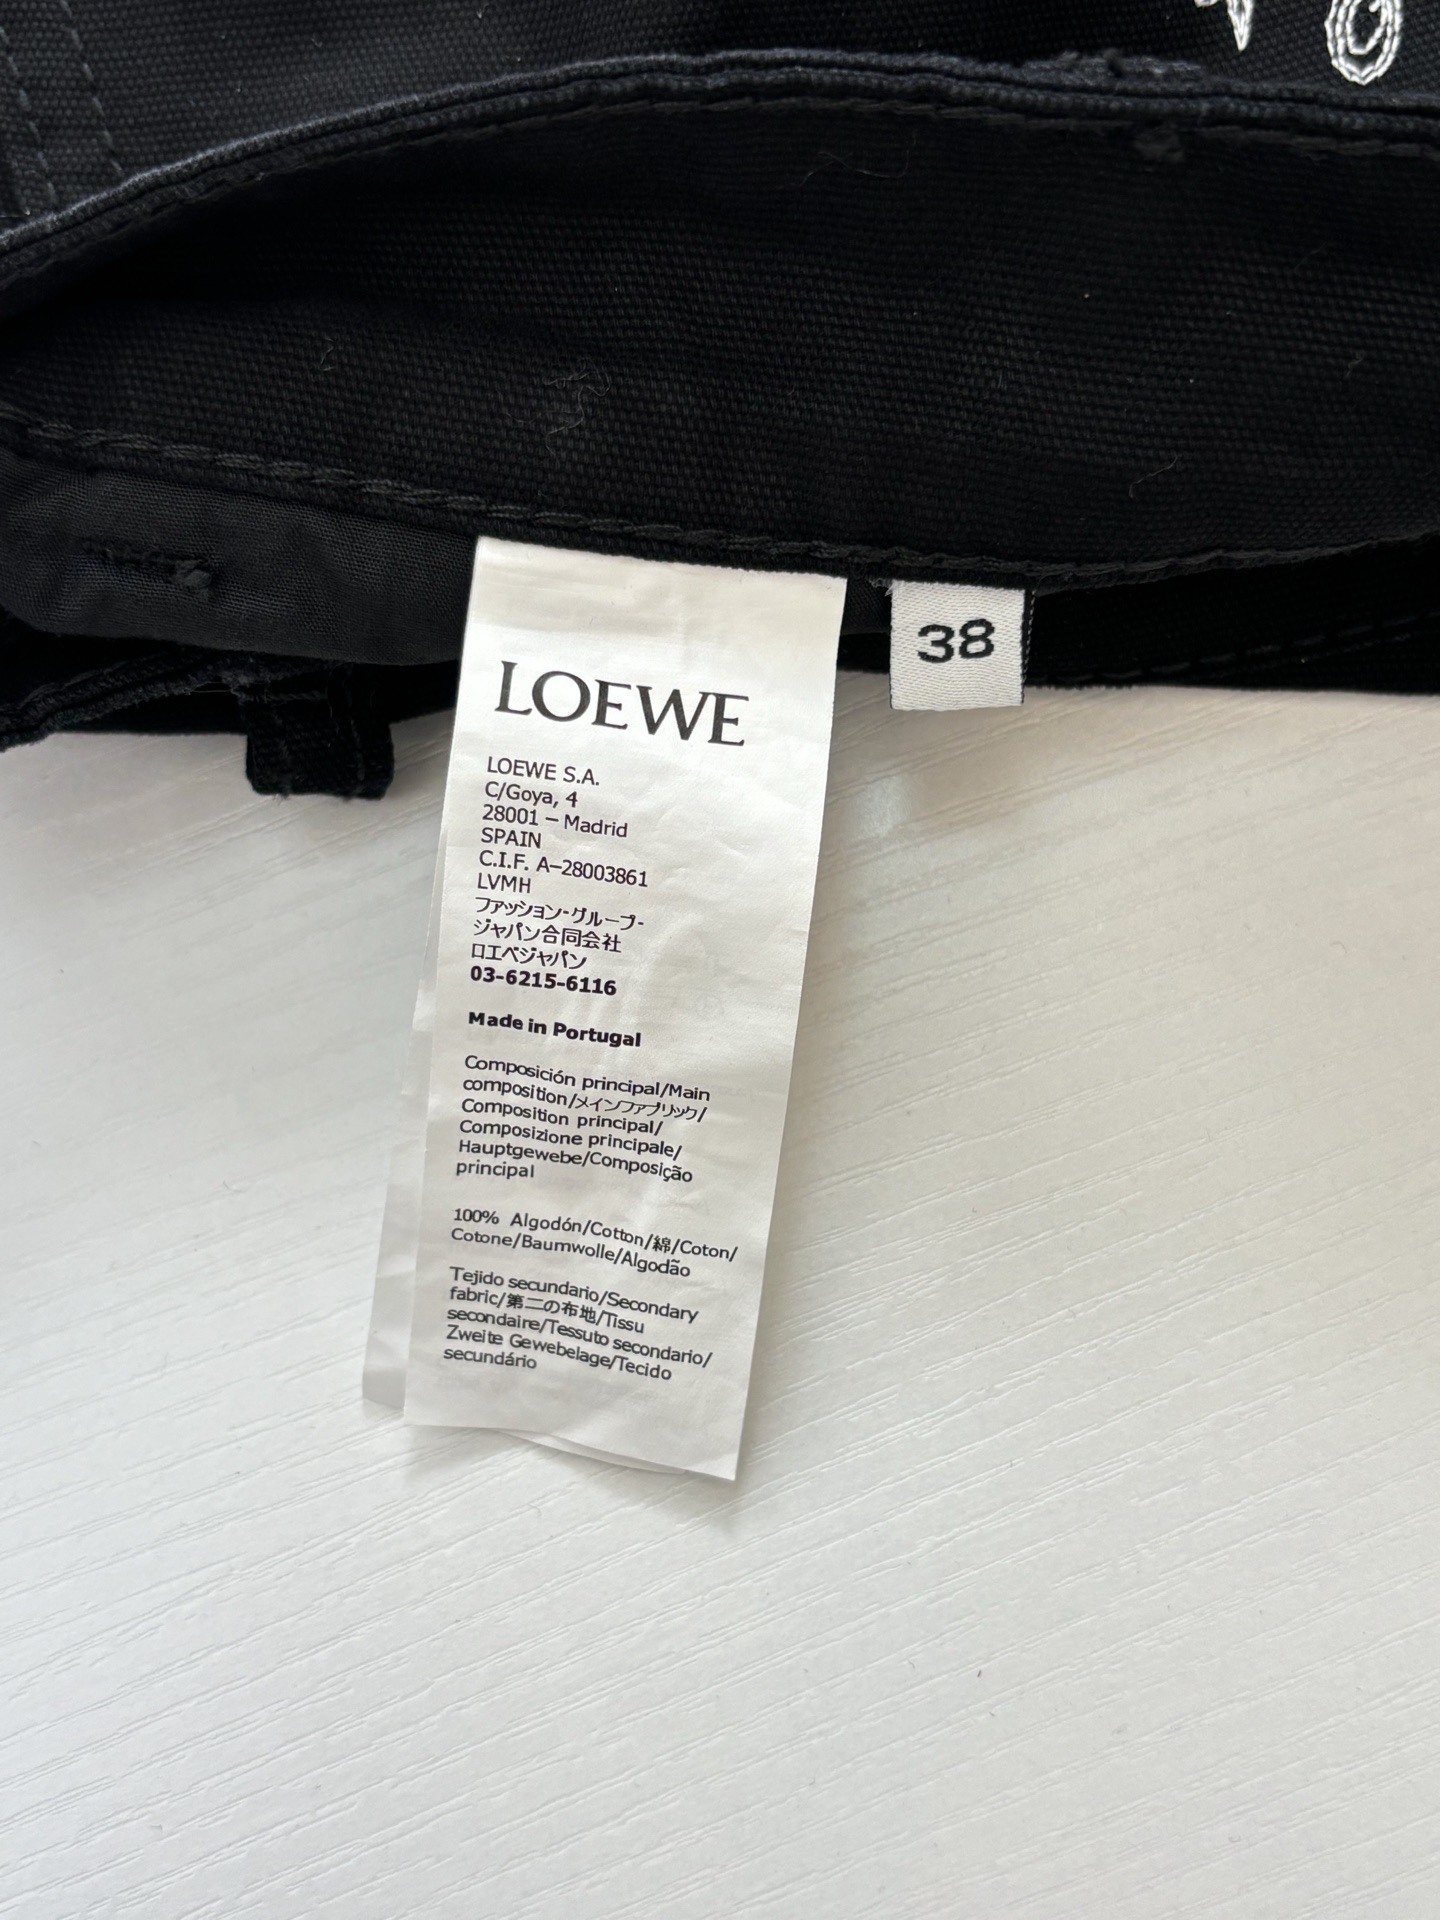 38
LOEWE
LOEWE S.A.
C/Goya, 4
28001 – Madrid
SPAIN
C.I.F. A–28003861
LVMH
ファッション・グループ・
ジャパン合同会社
ロエベジャパン
03-6215-6116
Made in Portugal
Composición principal/Main
composition/メインファブリック/
Composition principal/
Composizione principale/
Hauptgewebe/Composição
principal
100% Algodón/Cotton/綿/Coton/
Cotone/Baumwolle/Algodão
Tejido secundario/Secondary
fabric/第二の布地/Tissu
secondaire/Tessuto secondario/
Zweite Gewebelage/Tecido
secundário